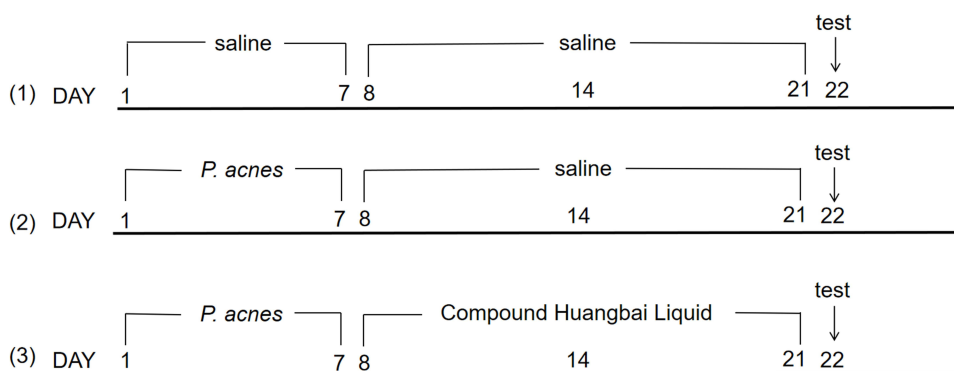 test
saline saline
(1) DAY 1 7 8 14 21 22
test
P. acnes saline
(2) DAY 1 7 8 14 21 22
test
P. acnes Compound Huangbai Liquid
(3) DAY 1 7 8 14 21 22